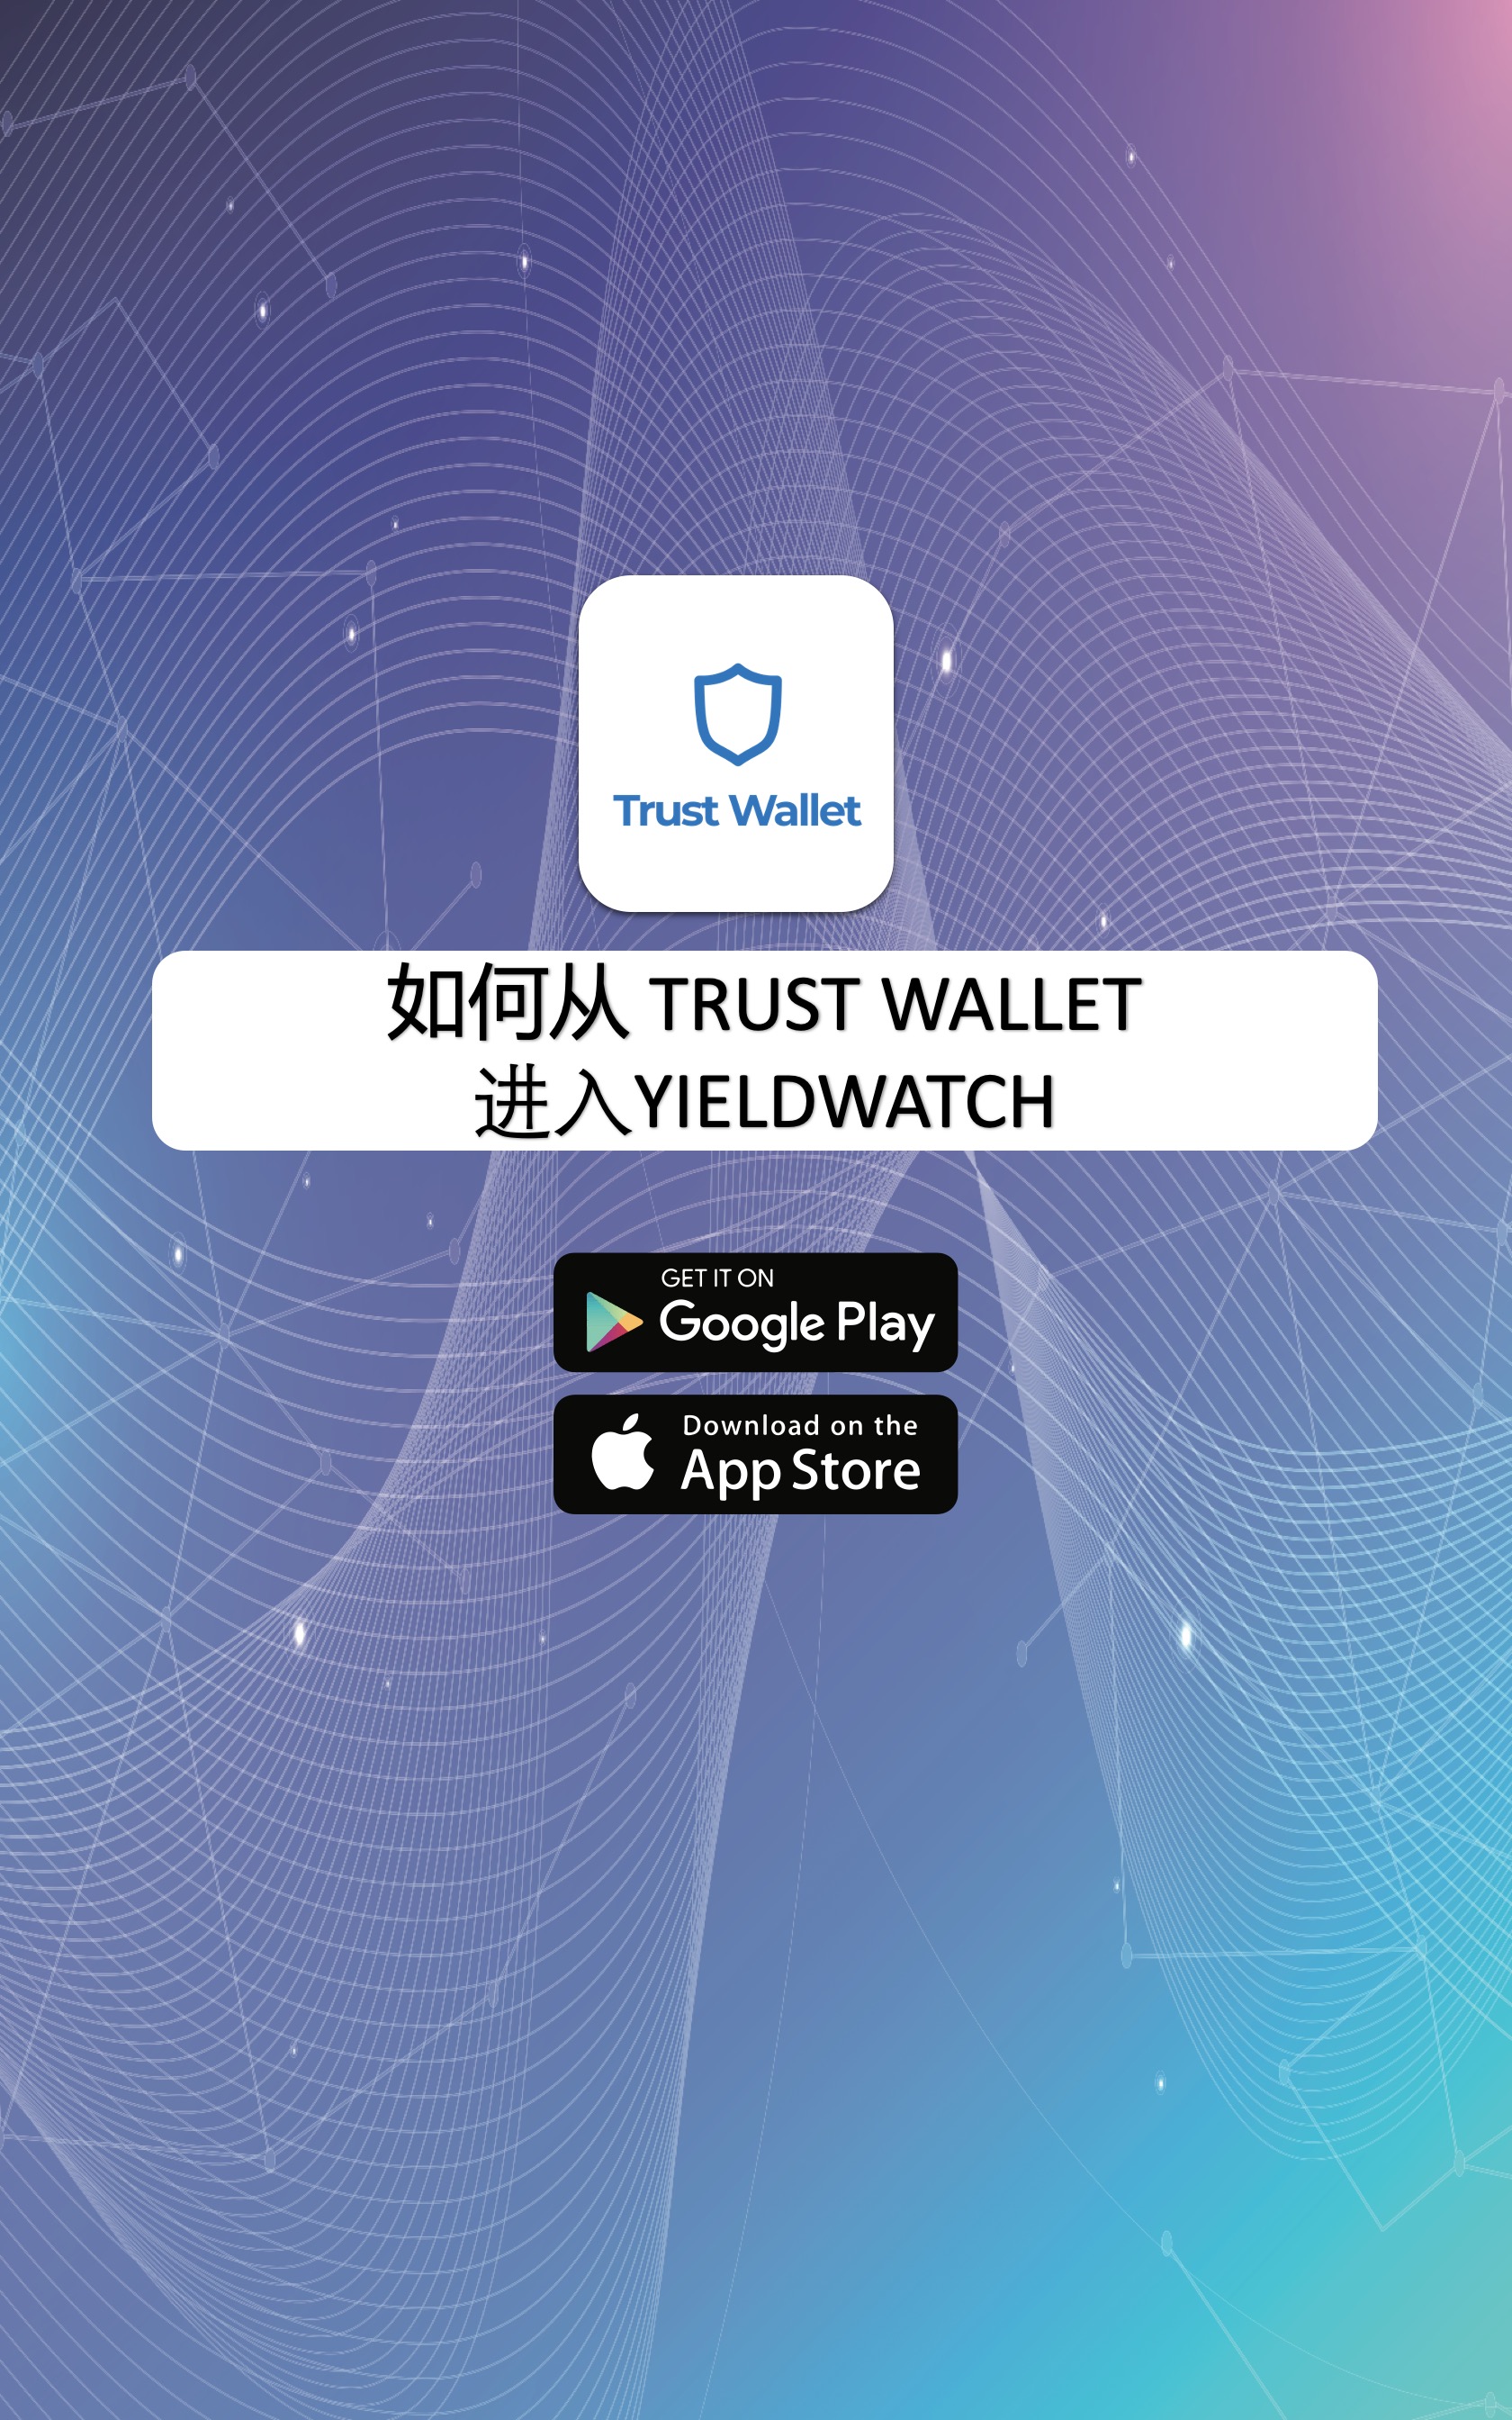 Trust Wallet
如何从 TRUST WALLET
进入YIELDWATCH
GET IT ON
Google Play
Download on the
App Store